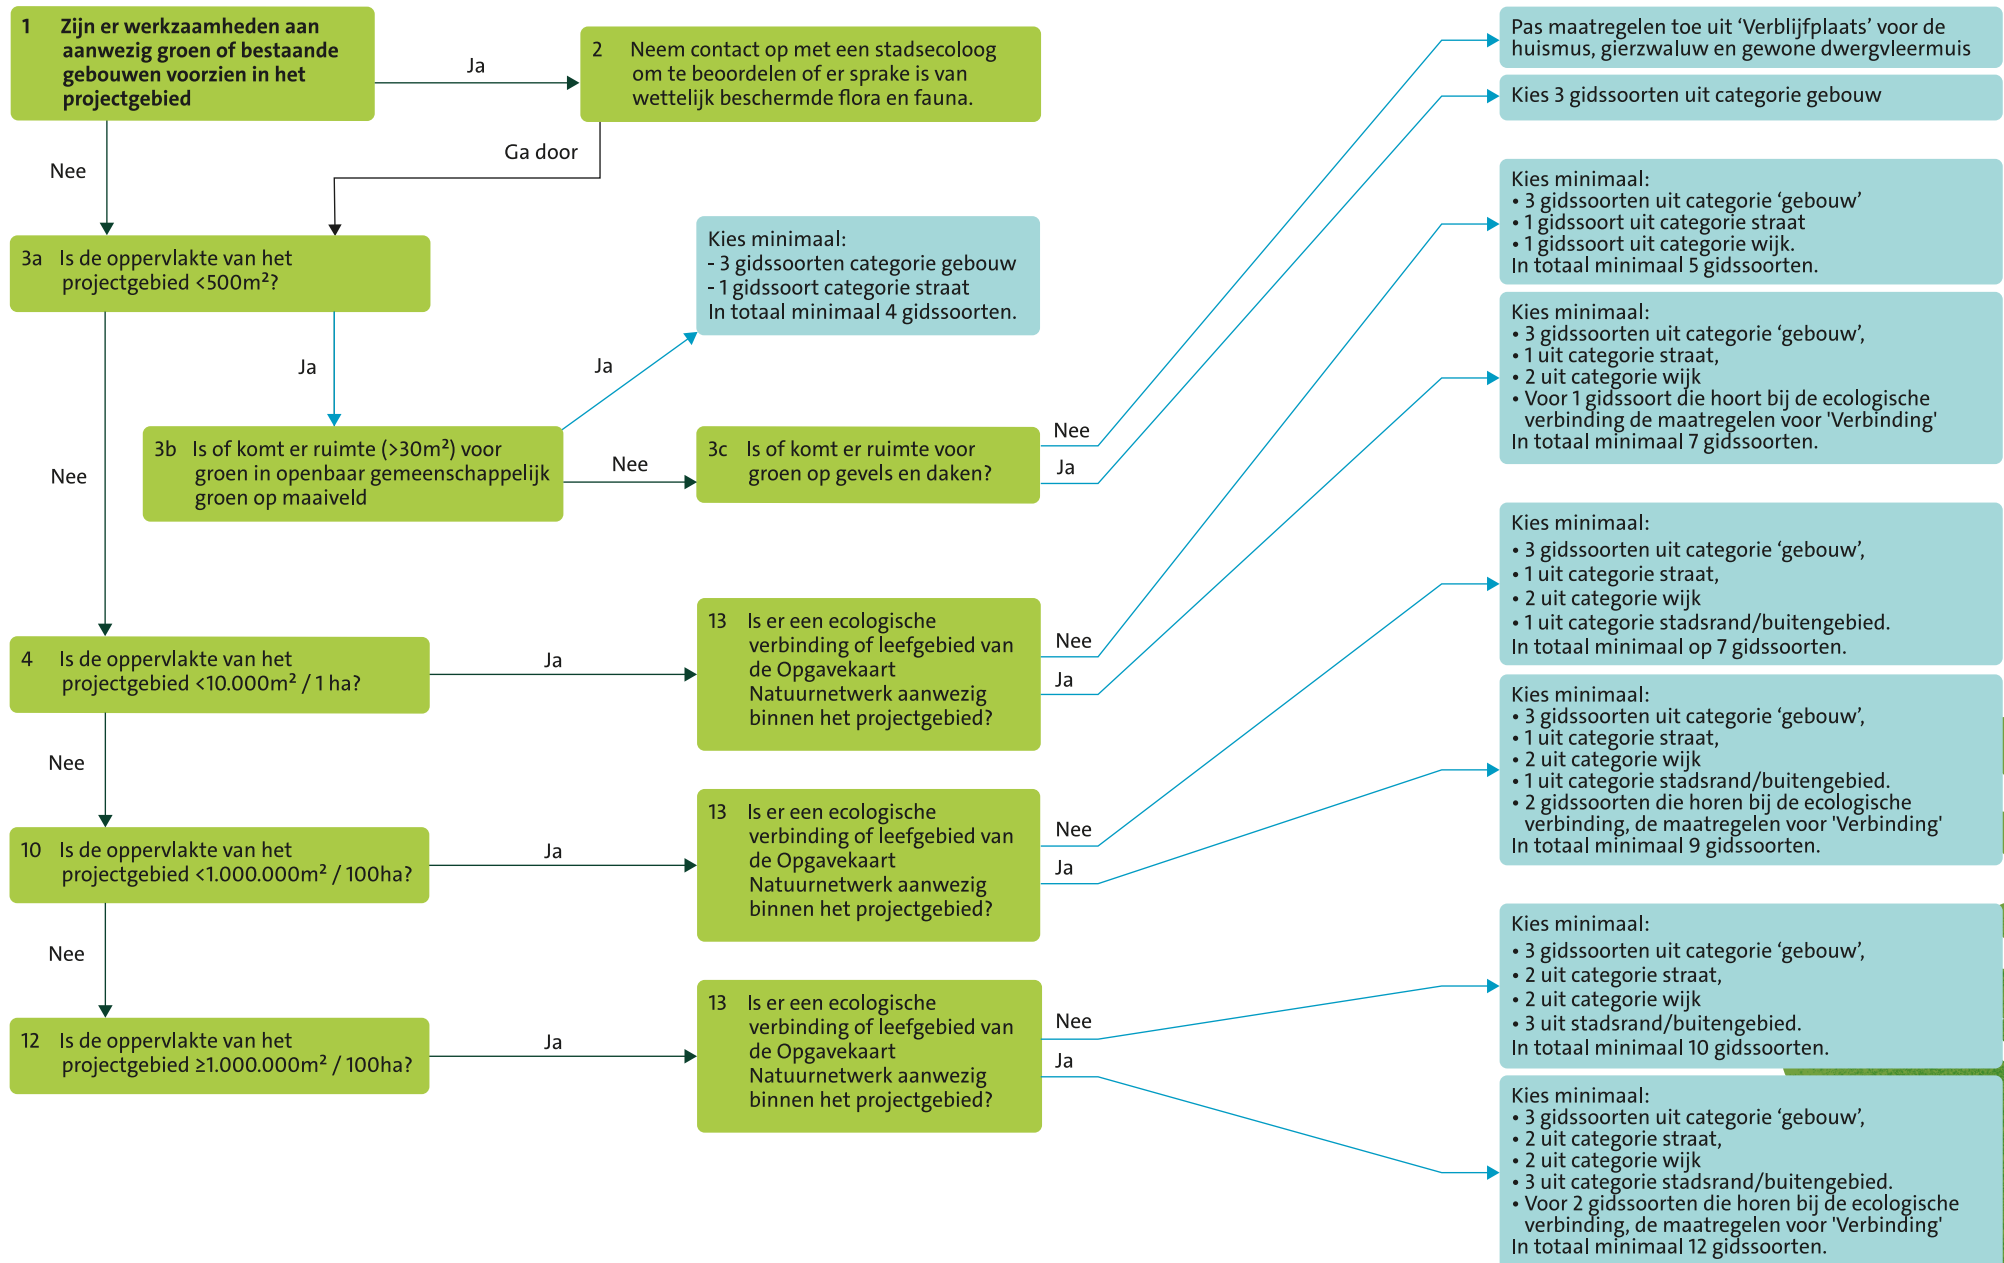 1 Zijn er werkzaamheden aan
aanwezig groen of bestaande
gebouwen voorzien in het
projectgebied
Ja
2 Neem contact op met een stadsecoloog
om te beoordelen of er sprake is van
wettelijk beschermde flora en fauna.
Nee
Ga door
3a Is de oppervlakte van het
projectgebied <500m²?
Ja
Nee
3b Is of komt er ruimte (>30m²) voor
groen in openbaar gemeenschappelijk
groen op maaiveld
Ja
Kies minimaal:
- 3 gidssoorten categorie gebouw
- 1 gidssoort categorie straat
In totaal minimaal 4 gidssoorten.
Nee
3c Is of komt er ruimte voor
groen op gevels en daken?
Nee
Ja
Pas maatregelen toe uit ‘Verblijfplaats’ voor de
huismus, gierzwaluw en gewone dwergvleermuis
Kies 3 gidssoorten uit categorie gebouw
4 Is de oppervlakte van het
projectgebied <10.000m² / 1 ha?
Ja
Nee
13 Is er een ecologische
verbinding of leefgebied van
de Opgavekaart
Natuurnetwerk aanwezig
binnen het projectgebied?
Nee
Ja
Kies minimaal:
• 3 gidssoorten uit categorie ‘gebouw’
• 1 gidssoort uit categorie straat
• 1 gidssoort uit categorie wijk.
In totaal minimaal 5 gidssoorten.
Kies minimaal:
• 3 gidssoorten uit categorie ‘gebouw’,
• 1 uit categorie straat,
• 2 uit categorie wijk
• Voor 1 gidssoort die hoort bij de ecologische
verbinding de maatregelen voor 'Verbinding'
In totaal minimaal 7 gidssoorten.
10 Is de oppervlakte van het
projectgebied <1.000.000m² / 100ha?
Ja
Nee
13 Is er een ecologische
verbinding of leefgebied van
de Opgavekaart
Natuurnetwerk aanwezig
binnen het projectgebied?
Nee
Ja
Kies minimaal:
• 3 gidssoorten uit categorie ‘gebouw’,
• 1 uit categorie straat,
• 2 uit categorie wijk
• 1 uit categorie stadsrand/buitengebied.
In totaal minimaal op 7 gidssoorten.
Kies minimaal:
• 3 gidssoorten uit categorie ‘gebouw’,
• 1 uit categorie straat,
• 2 uit categorie wijk
• 1 uit categorie stadsrand/buitengebied.
• 2 gidssoorten die horen bij de ecologische
verbinding, de maatregelen voor 'Verbinding'
In totaal minimaal 9 gidssoorten.
12 Is de oppervlakte van het
projectgebied ≥1.000.000m² / 100ha?
Ja
13 Is er een ecologische
verbinding of leefgebied van
de Opgavekaart
Natuurnetwerk aanwezig
binnen het projectgebied?
Nee
Ja
Kies minimaal:
• 3 gidssoorten uit categorie ‘gebouw’,
• 2 uit categorie straat,
• 2 uit categorie wijk
• 3 uit stadsrand/buitengebied.
In totaal minimaal 10 gidssoorten.
Kies minimaal:
• 3 gidssoorten uit categorie ‘gebouw’,
• 2 uit categorie straat,
• 2 uit categorie wijk
• 3 uit categorie stadsrand/buitengebied.
• Voor 2 gidssoorten die horen bij de ecologische
verbinding, de maatregelen voor 'Verbinding'
In totaal minimaal 12 gidssoorten.